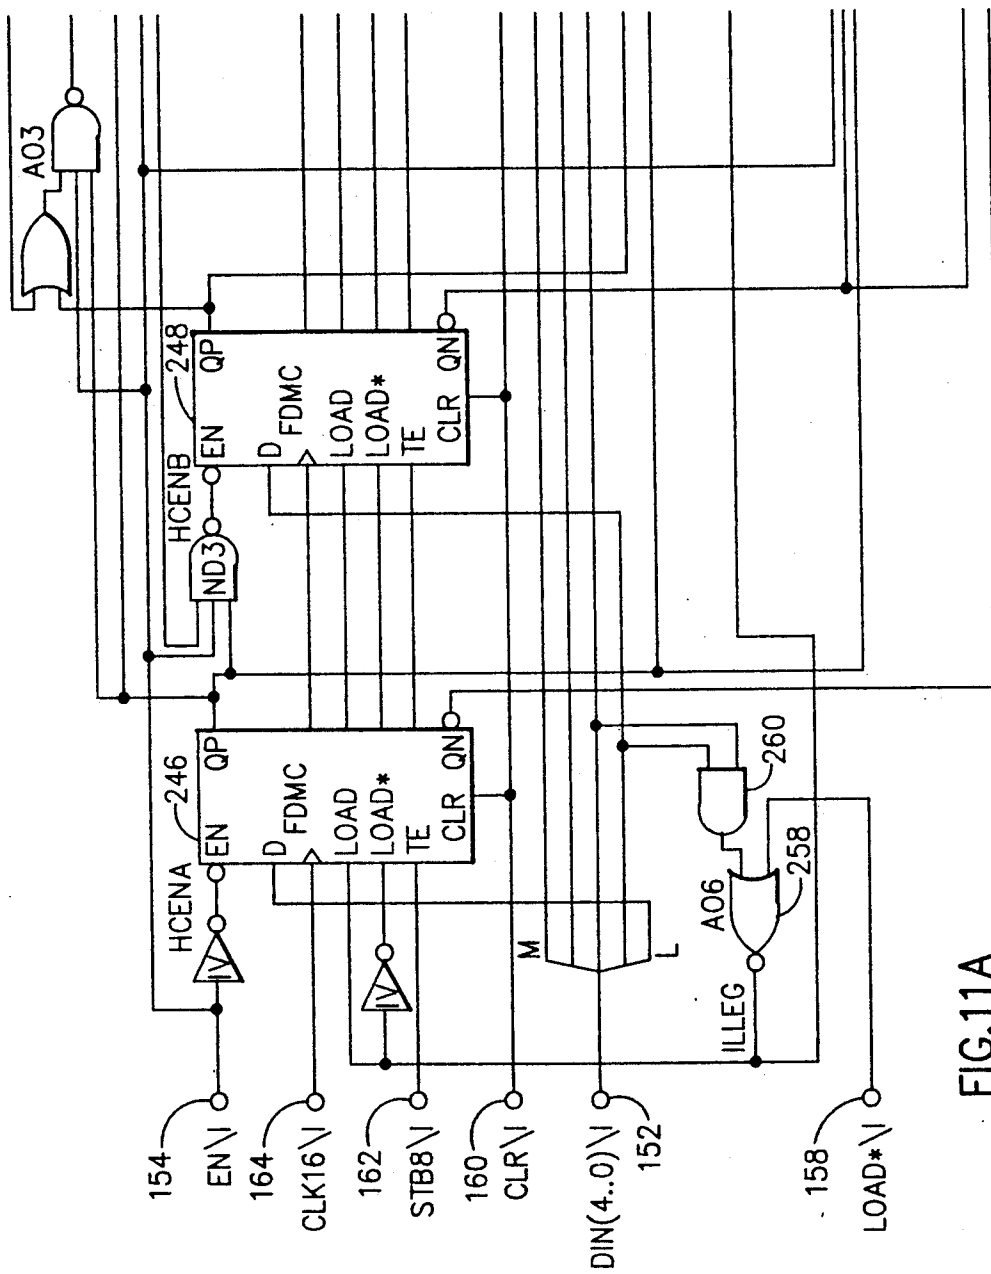 A03
248
HCENB
EN
QP
ND3
D
FDMC
LOAD
LOAD*
TE
CLR
QN
246
HCENA
EN
QP
IV
D
FDMC
LOAD
LOAD*
TE
CLR
QN
IV
M
L
260
A06
258
ILLEG
154
EN\I
164
CLK16\I
162
STB8\I
160
CLR\I
DIN(4..0)\I
152
158
LOAD*\I
FIG.11A